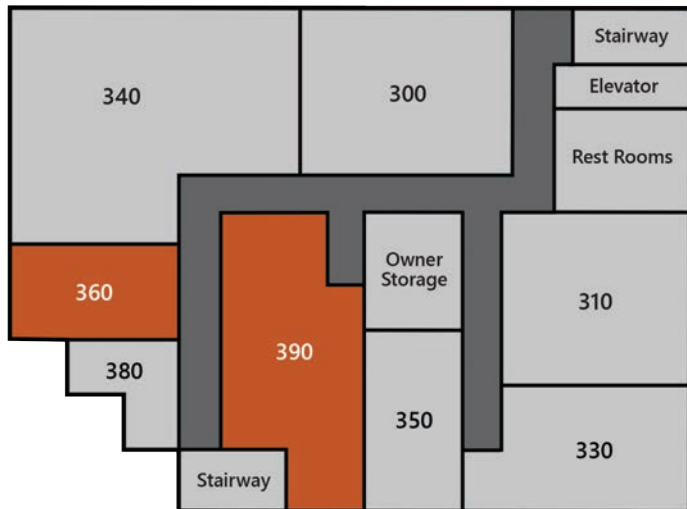 Stairway
340
300
Elevator
Rest Rooms
Owner
Storage
360
310
390
380
350
330
Stairway